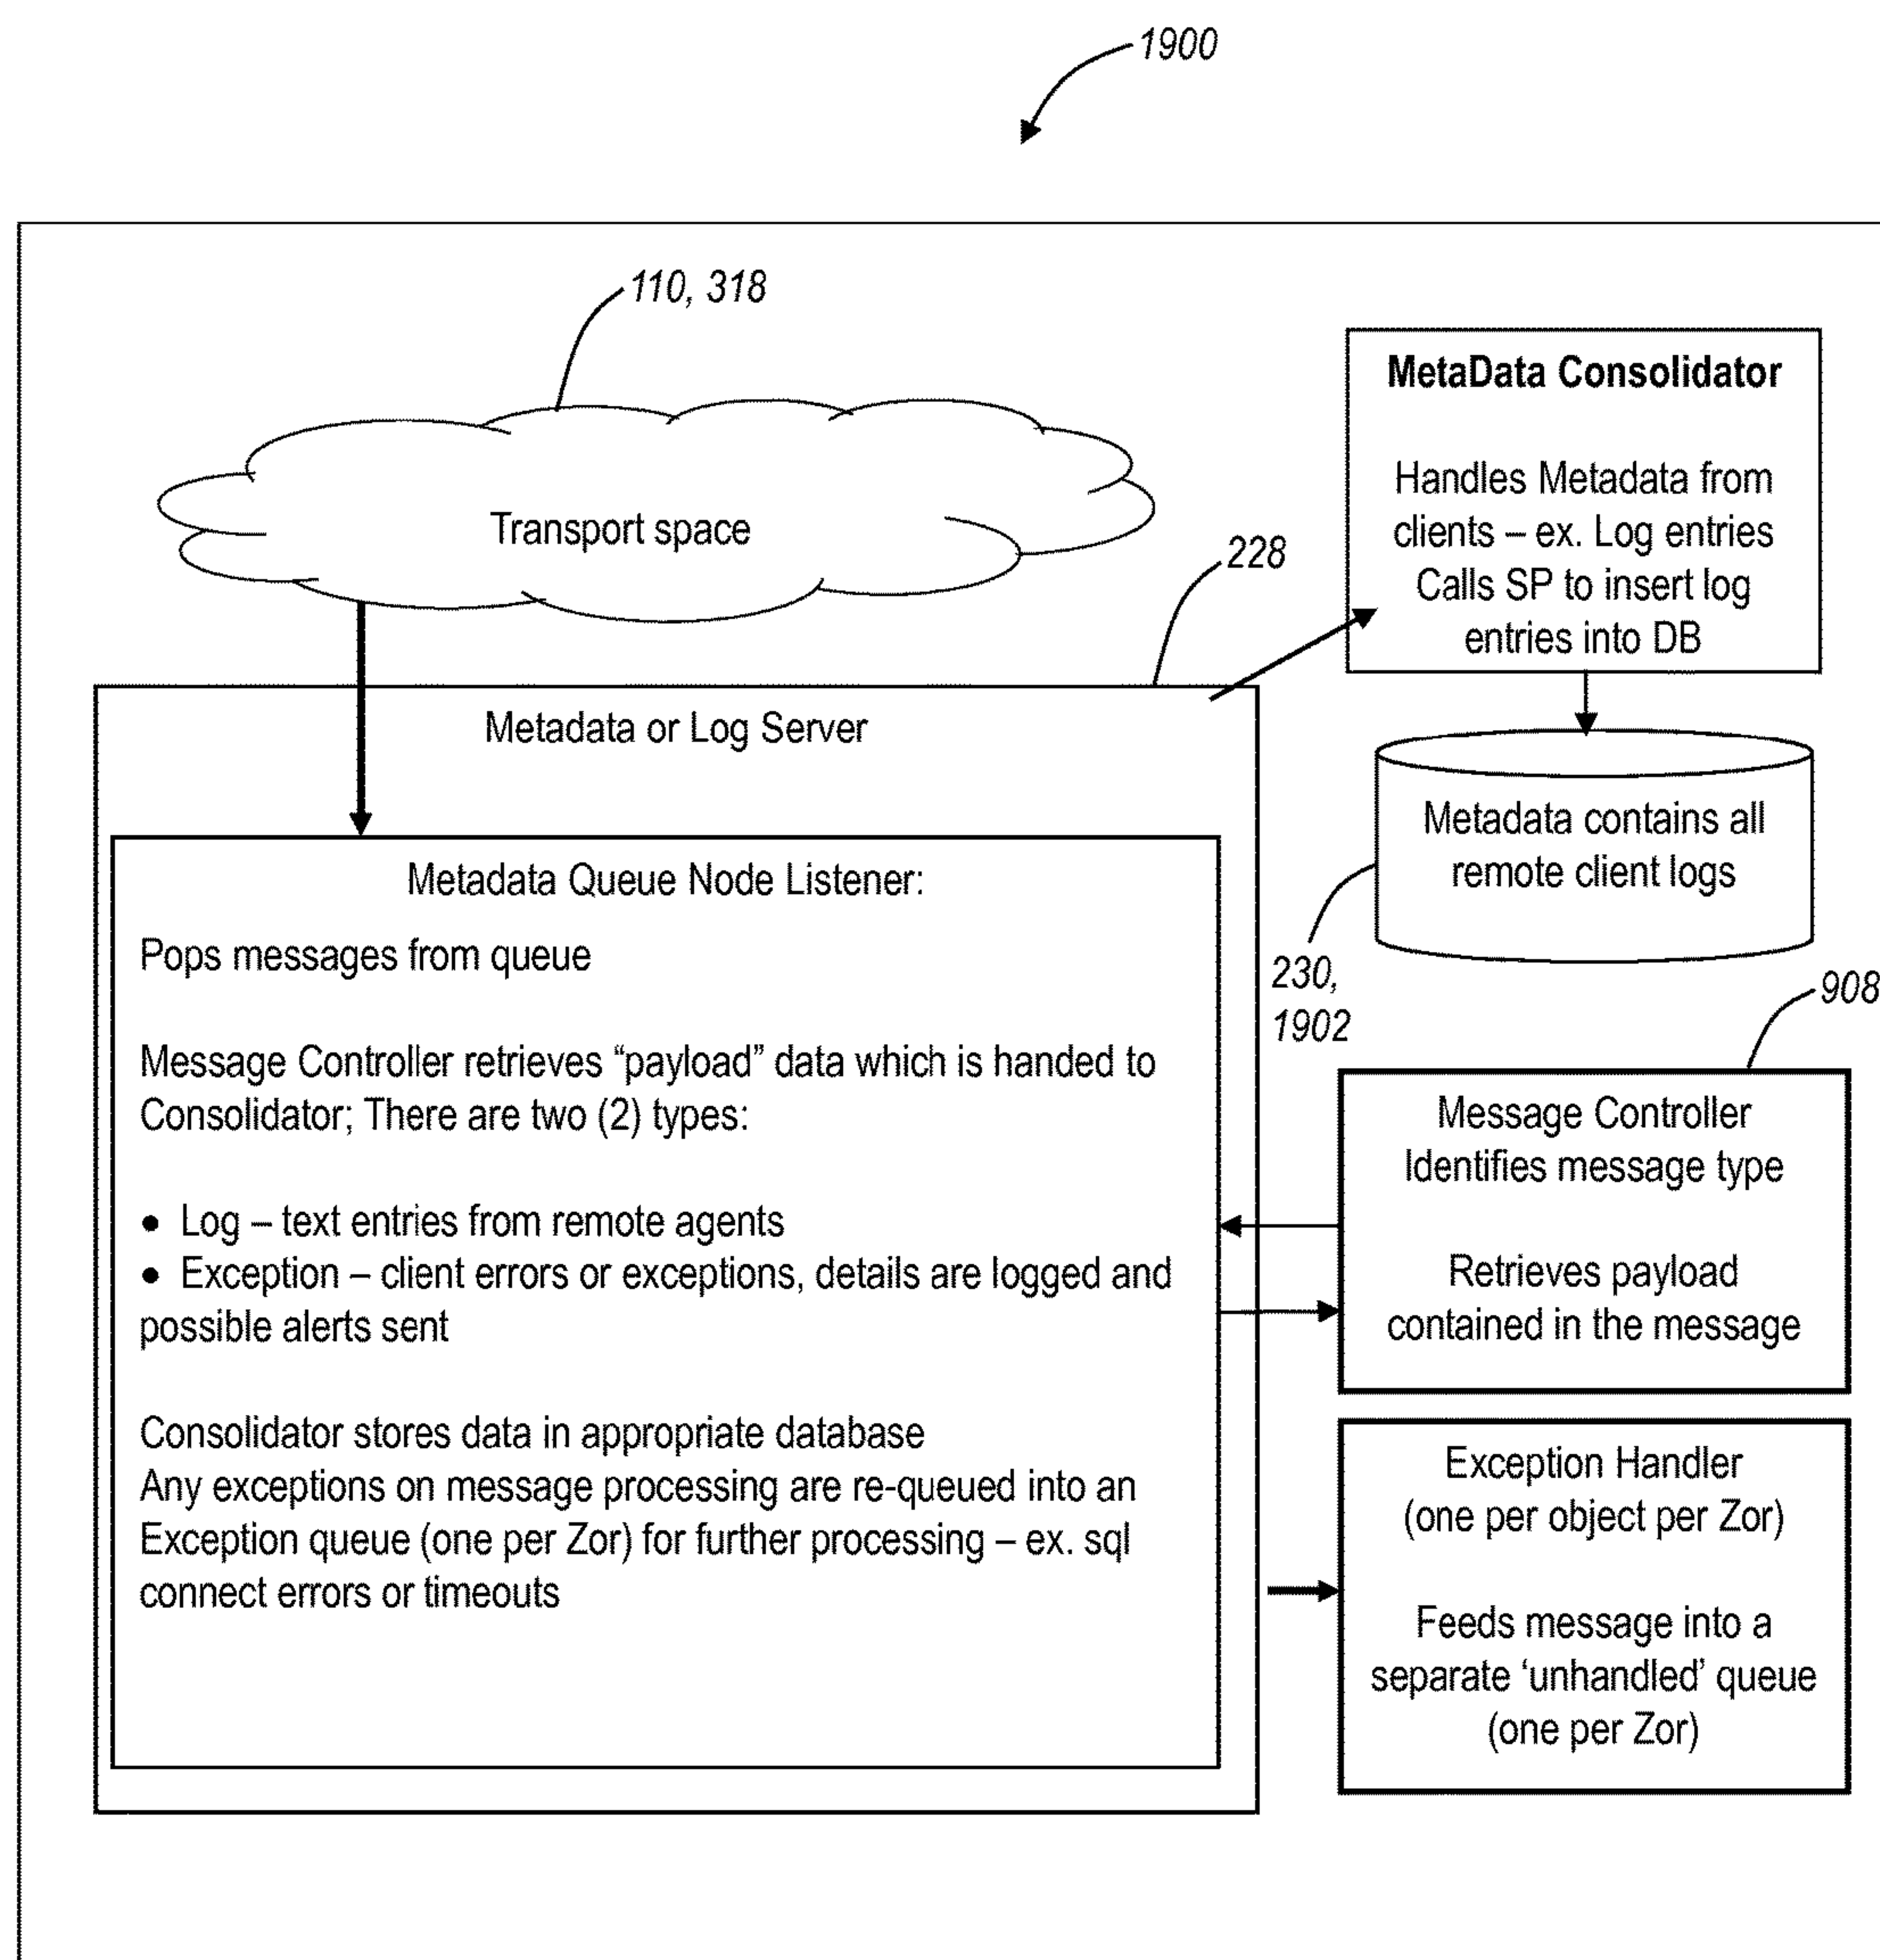 1900
110, 318
Transport space
MetaData Consolidator
Handles Metadata from
clients – ex. Log entries
Calls SP to insert log
entries into DB
228
Metadata or Log Server
Metadata contains all
remote client logs
230,
1902
Metadata Queue Node Listener:
Pops messages from queue
Message Controller retrieves “payload” data which is handed to
Consolidator; There are two (2) types:
● Log – text entries from remote agents
● Exception – client errors or exceptions, details are logged and
possible alerts sent
Consolidator stores data in appropriate database
Any exceptions on message processing are re-queued into an
Exception queue (one per Zor) for further processing – ex. sql
connect errors or timeouts
908
Message Controller
Identifies message type
Retrieves payload
contained in the message
Exception Handler
(one per object per Zor)
Feeds message into a
separate ‘unhandled’ queue
(one per Zor)